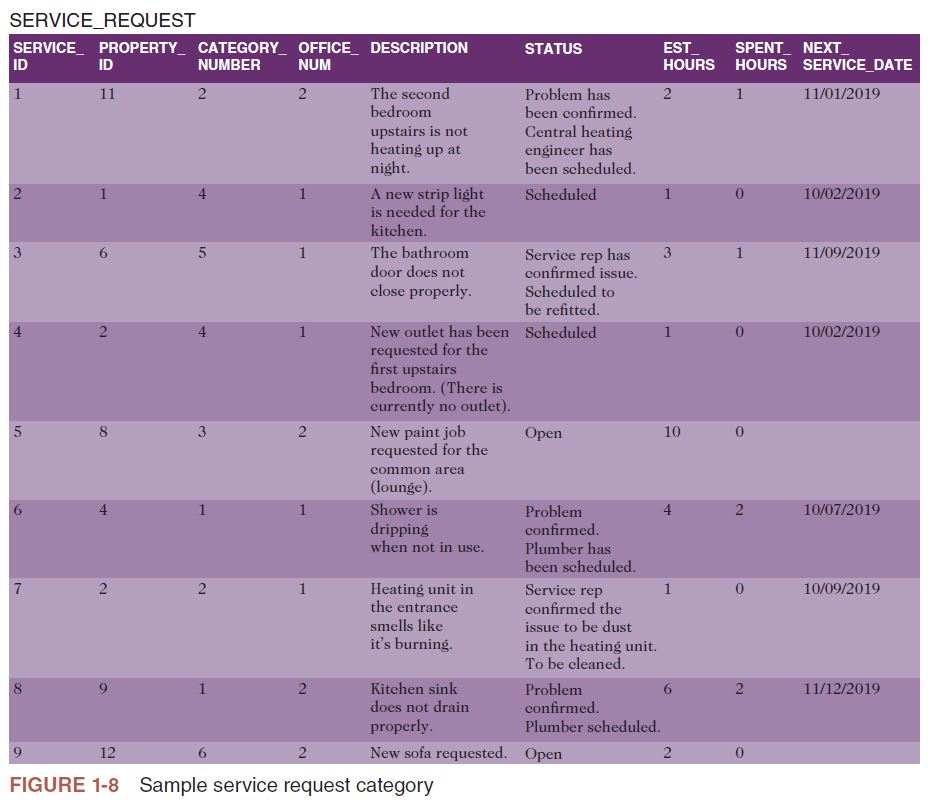 SERVICE_REQUEST
SERVICE_ PROPERTY_ CATEGORY_ OFFICE_ DESCRIPTION STATUS EST_ SPENT_ NEXT_
ID ID NUMBER NUM HOURS HOURS SERVICE_DATE
1 11 2 2 The second Problem has 2 1 11/01/2019
bedroom been confirmed.
upstairs is not Central heating
heating up at engineer has
night. been scheduled.
2 1 4 1 A new strip light Scheduled 1 0 10/02/2019
is needed for the
kitchen.
3 6 5 1 The bathroom Service rep has 3 1 11/09/2019
door does not confirmed issue.
close properly. Scheduled to
be refitted.
4 2 4 1 New outlet has been Scheduled 1 0 10/02/2019
requested for the
first upstairs
bedroom. (There is
currently no outlet).
5 8 3 2 New paint job Open 10 0
requested for the
common area
(lounge).
6 4 1 1 Shower is Problem 4 2 10/07/2019
dripping confirmed.
when not in use. Plumber has
been scheduled.
7 2 2 1 Heating unit in Service rep 1 0 10/09/2019
the entrance confirmed the
smells like issue to be dust
it's burning. in the heating unit.
To be cleaned.
8 9 1 2 Kitchen sink Problem 6 2 11/12/2019
does not drain confirmed.
properly. Plumber scheduled.
9 12 6 2 New sofa requested. Open 2 0
FIGURE 1-8 Sample service request category